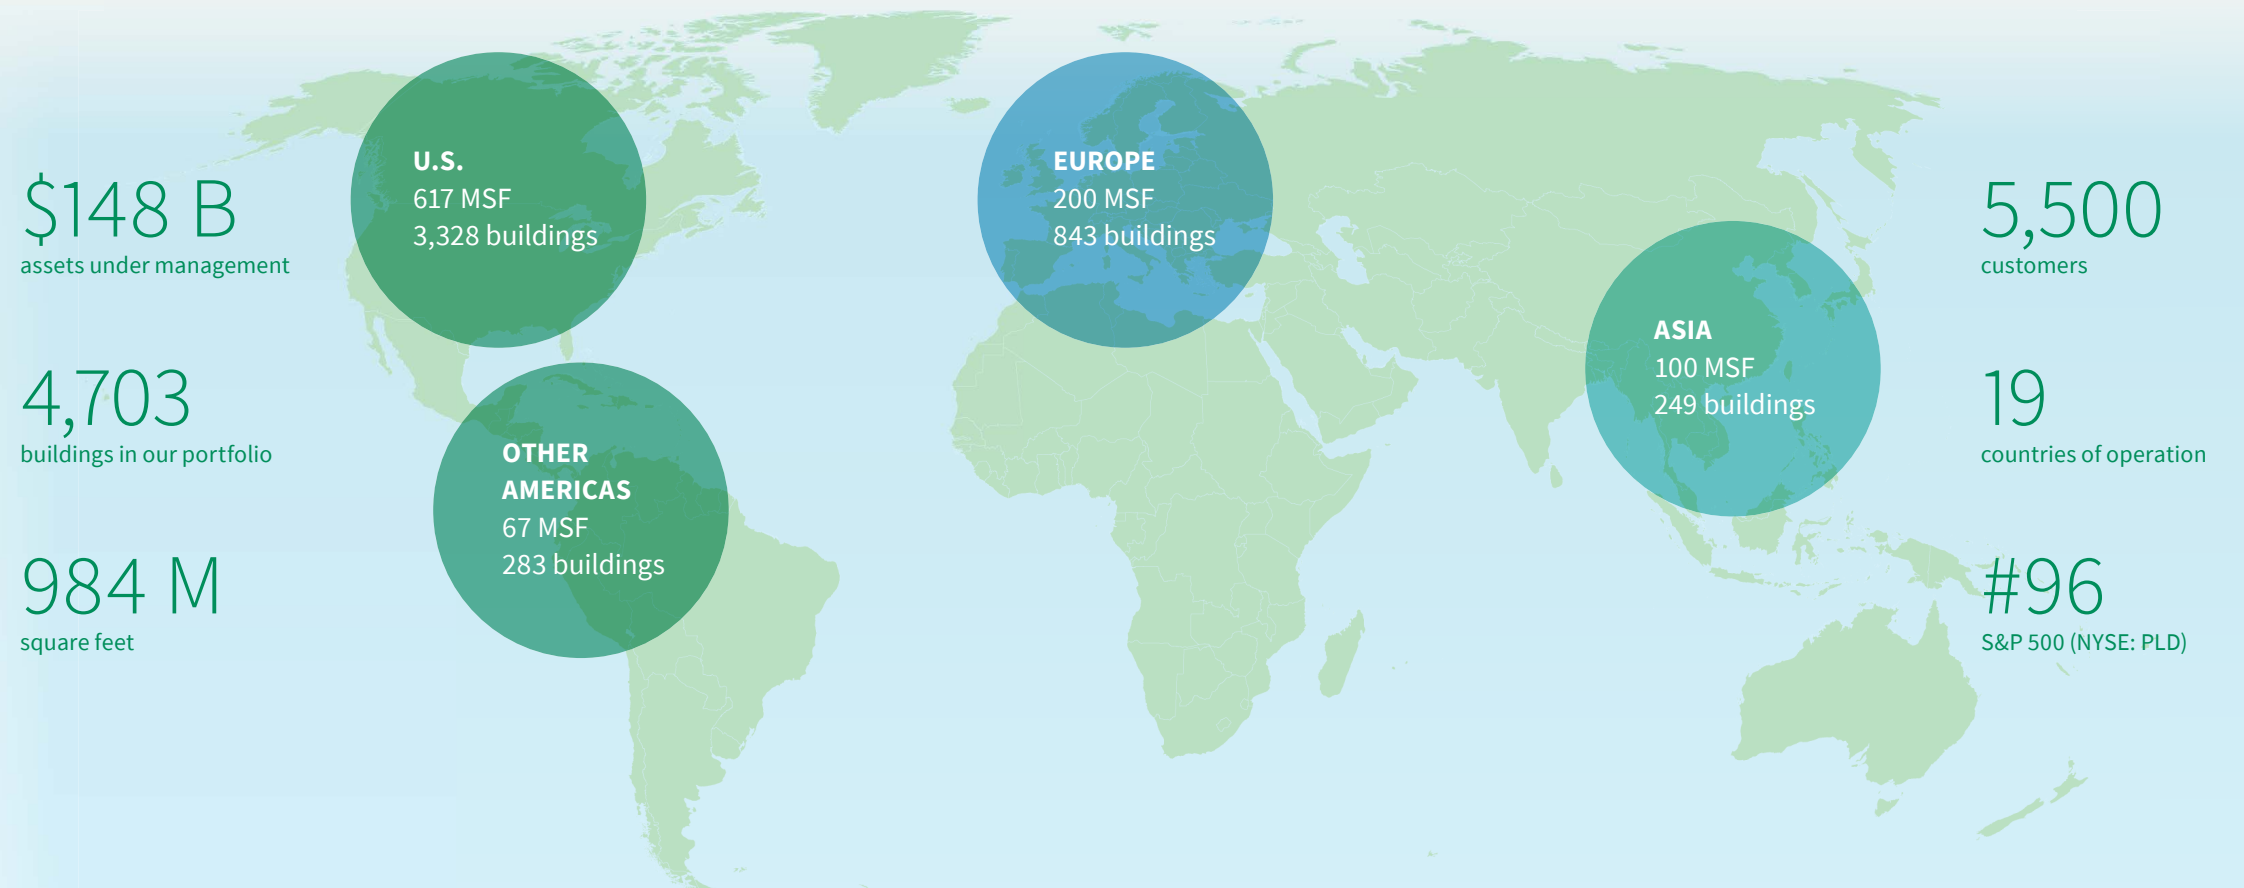 $148 B
assets under management
4,703
buildings in our portfolio
984 M
square feet
U.S.
617 MSF
3,328 buildings
OTHER
AMERICAS
67 MSF
283 buildings
EUROPE
200 MSF
843 buildings
ASIA
100 MSF
249 buildings
5,500
customers
19
countries of operation
#96
S&P 500 (NYSE: PLD)